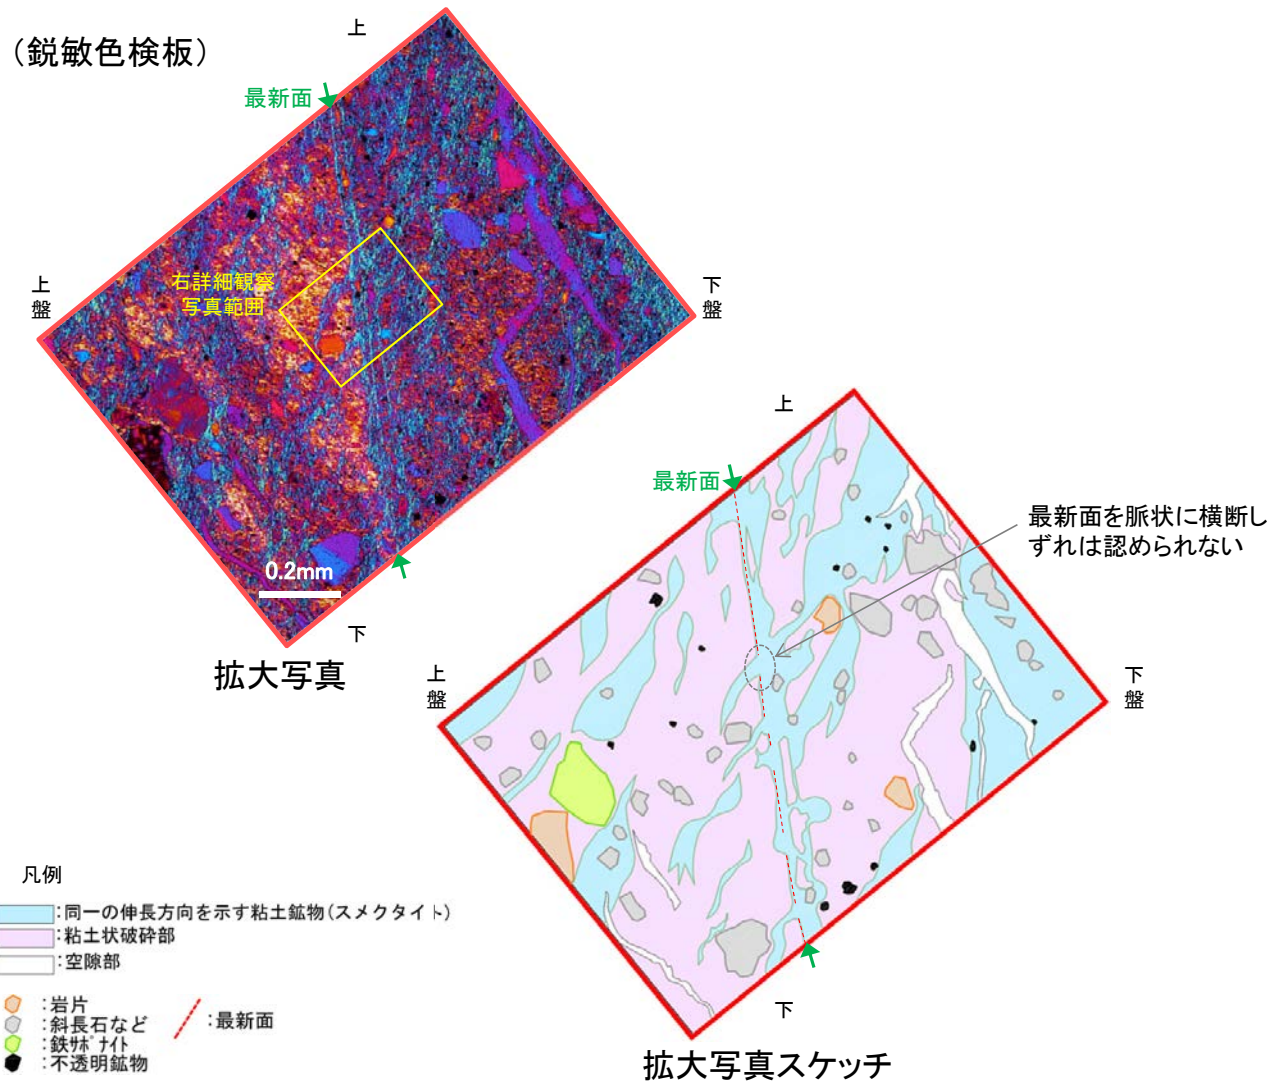 (鋭敏色検板)
上
最新面
上
盤
右詳細観察
写真範囲
下
盤
0.2mm
下
拡大写真
上
最新面
最新面を脈状に横断し
ずれは認められない
上
盤
下
盤
下
拡大写真スケッチ
凡例
:同一の伸長方向を示す粘土鉱物(スメクタイト)
:粘土状破砕部
:空隙部
:岩片
:斜長石など
:鉄ｻﾎﾟﾅｲﾄ
:不透明鉱物
:最新面